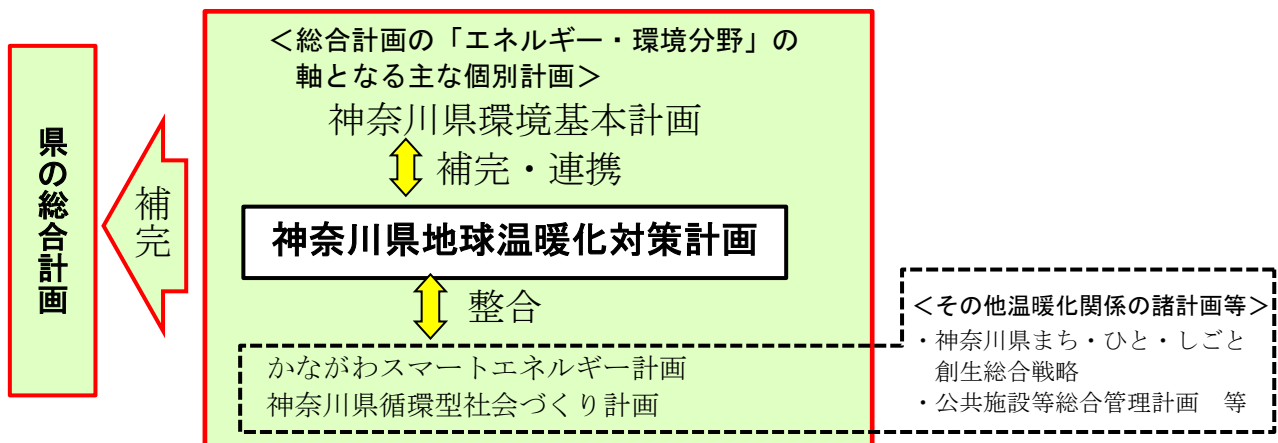 県の総合計画
補完
＜総合計画の「エネルギー・環境分野」の
軸となる主な個別計画＞
神奈川県環境基本計画
補完・連携
神奈川県地球温暖化対策計画
整合
かながわスマートエネルギー計画
神奈川県循環型社会づくり計画
＜その他温暖化関係の諸計画等＞
・神奈川県まち・ひと・しごと
創生総合戦略
・公共施設等総合管理計画　等